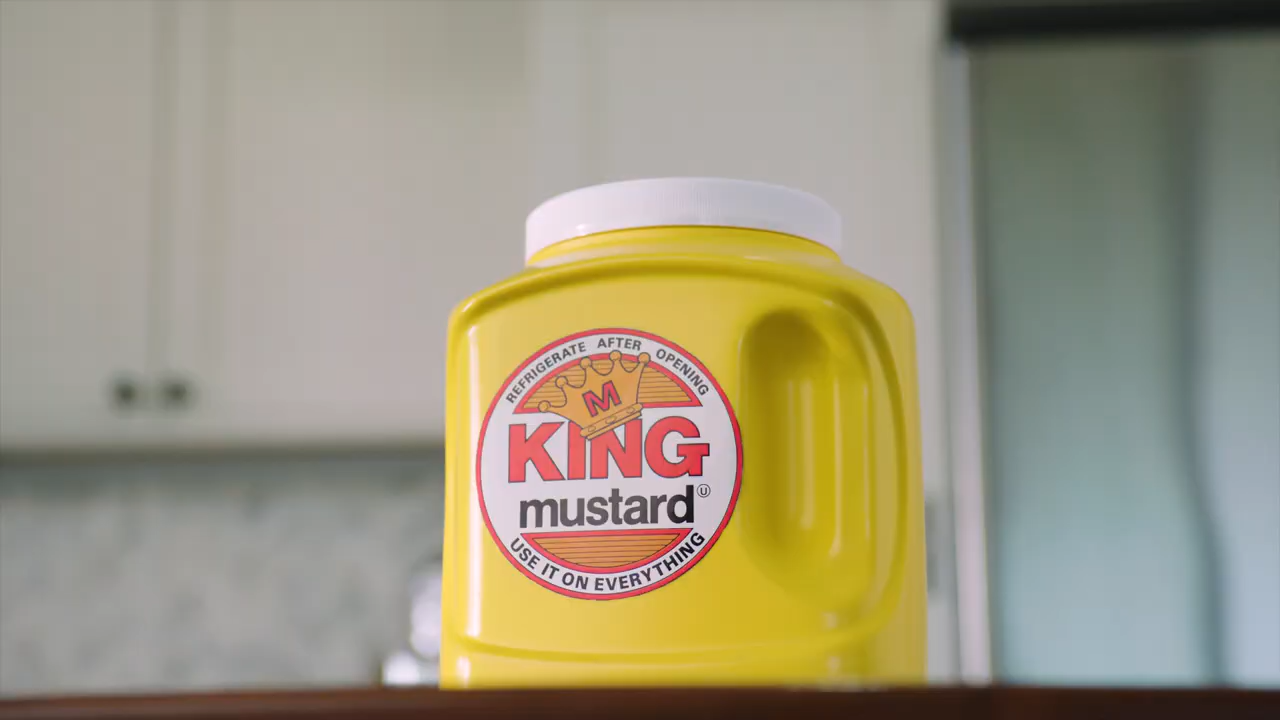 REFRIGERATE AFTER OPENING
M
KING
mustard Ⓤ
USE IT ON EVERYTHING